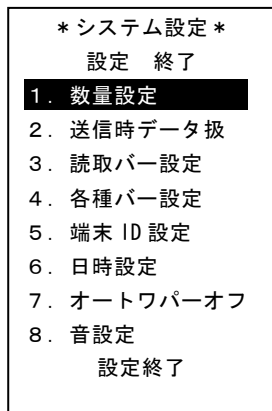 ＊システム設定＊
設定　終了
１．数量設定
２．送信時データ扱
３．読取バー設定
４．各種バー設定
５．端末 ID 設定
６．日時設定
７．オートワパーオフ
８．音設定
設定終了